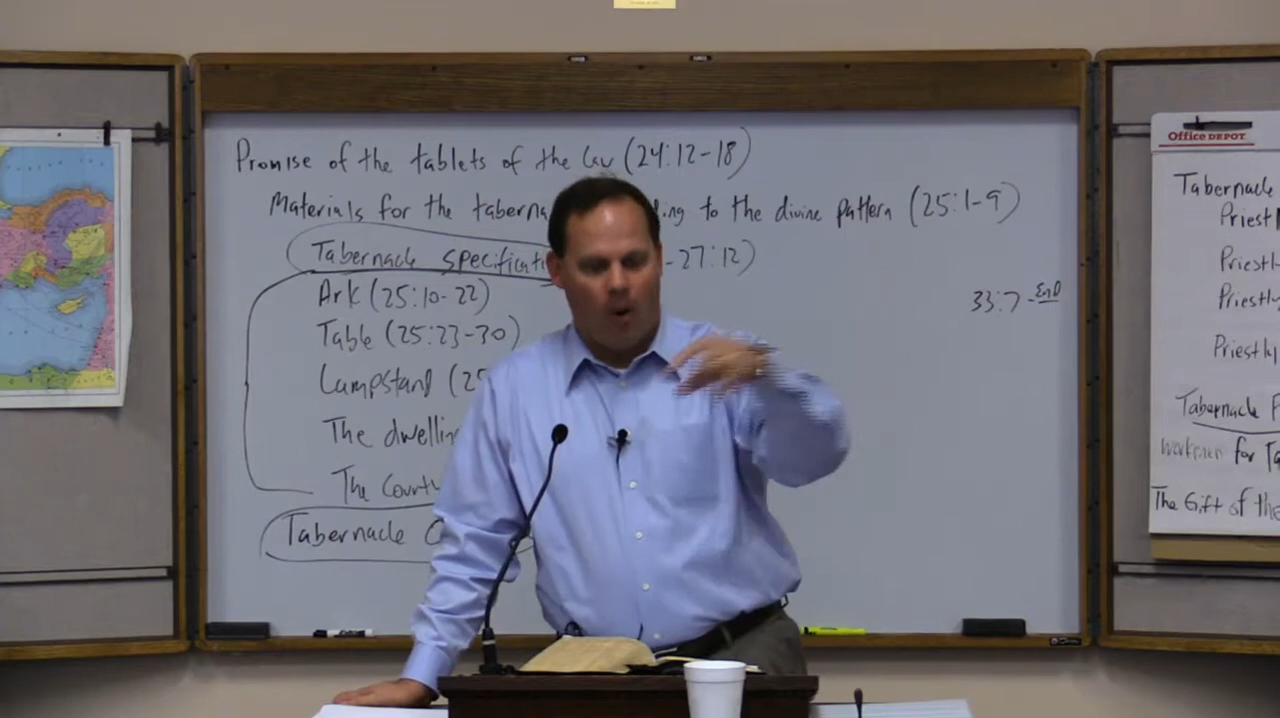 Promise of the tablets of the law (24:12-18)
Materials for the taberna ing to the divine pattern (25:1-9)
Tabernacle specificati -27:12)
Ark (25:10-22)
Table (25:23-30)
Lampstand (25
The dwellin
The Court
Tabernacle
33:7-End
Office DEPOT
Tabernacle
Priest
Priestly
Priestly
Priestly
Tabernacle
Workmen for Ta
The Gift of the